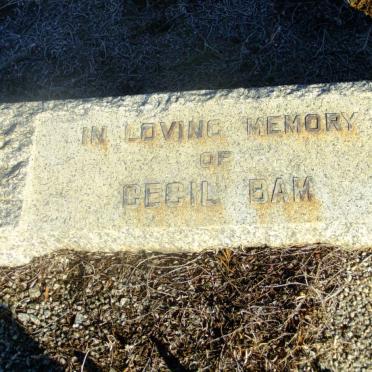 IN LOVING MEMORY
OF
CECIL BAM